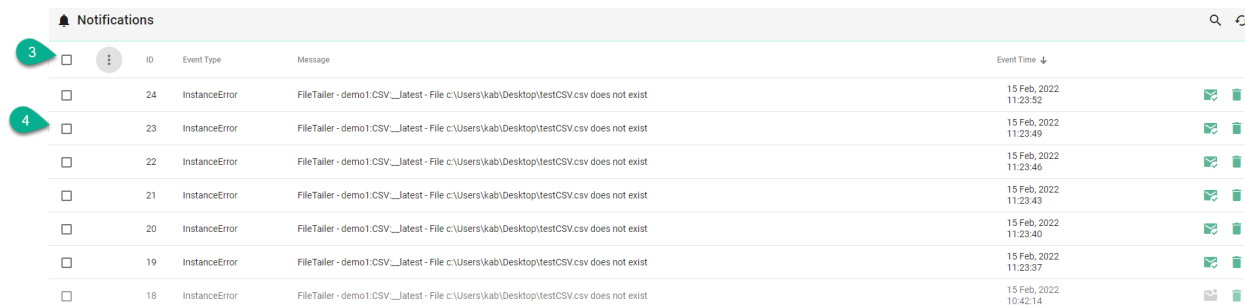 Notifications
3
ID Event Type Message Event Time
24 InstanceError FileTailer - demo1:CSV:__latest - File c:\Users\kab\Desktop\testCSV.csv does not exist 15 Feb, 2022
11:23:52
4
23 InstanceError FileTailer - demo1:CSV:__latest - File c:\Users\kab\Desktop\testCSV.csv does not exist 15 Feb, 2022
11:23:49
22 InstanceError FileTailer - demo1:CSV:__latest - File c:\Users\kab\Desktop\testCSV.csv does not exist 15 Feb, 2022
11:23:46
21 InstanceError FileTailer - demo1:CSV:__latest - File c:\Users\kab\Desktop\testCSV.csv does not exist 15 Feb, 2022
11:23:43
20 InstanceError FileTailer - demo1:CSV:__latest - File c:\Users\kab\Desktop\testCSV.csv does not exist 15 Feb, 2022
11:23:40
19 InstanceError FileTailer - demo1:CSV:__latest - File c:\Users\kab\Desktop\testCSV.csv does not exist 15 Feb, 2022
11:23:37
18 InstanceError FileTailer - demo1:CSV:__latest - File c:\Users\kab\Desktop\testCSV.csv does not exist 15 Feb, 2022
10:42:14